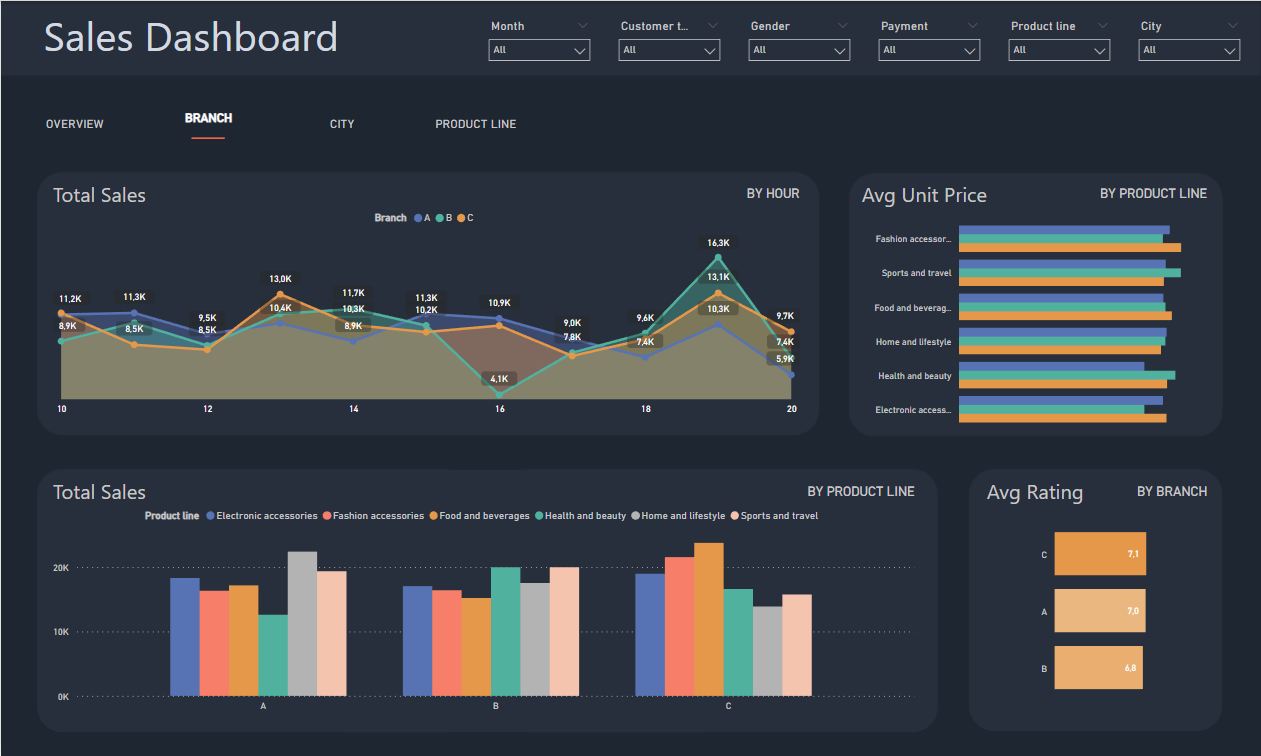 Sales Dashboard
Month Customer t... Gender Payment Product line City
All All All All All All
OVERVIEW BRANCH CITY PRODUCT LINE
Total Sales BY HOUR
Branch A B C
16,3K
13,1K
13,0K
11,2K 11,3K 11,7K 11,3K 10,9K
10,4K 10,3K 10,2K 10,3K
9,5K 9,0K 9,6K 9,7K
8,9K 8,5K 8,5K 8,9K 7,8K 7,4K 7,4K
5,9K
4,1K
10 12 14 16 18 20
Avg Unit Price BY PRODUCT LINE
Fashion accessor...
Sports and travel
Food and beverag...
Home and lifestyle
Health and beauty
Electronic access...
Total Sales BY PRODUCT LINE
Product line Electronic accessories Fashion accessories Food and beverages Health and beauty Home and lifestyle Sports and travel
20K
10K
0K
A B C
Avg Rating BY BRANCH
C 7,1
A 7,0
B 6,8